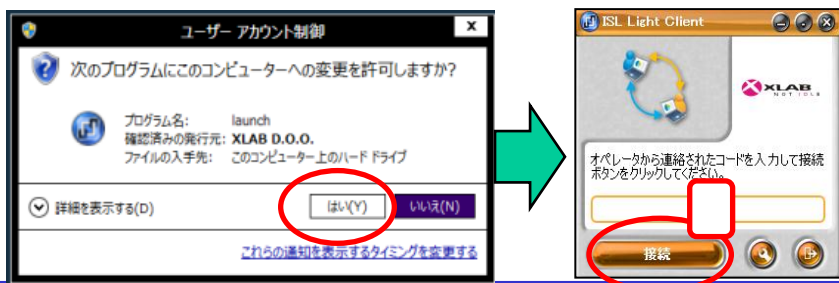 ユーザー アカウント制御
x
次のプログラムにこのコンピューターへの変更を許可しますか?
プログラム名: launch
確認済みの発行元: XLAB D.O.O.
ファイルの入手先: このコンピューター上のハード ドライブ
詳細を表示する(D)
はい(Y)
いいえ(N)
これらの通知を表示するタイミングを変更する
ISL Light Client
XLAB
NOT IDLE
オペレータから連絡されたコードを入力して接続
ボタンをクリックしてください。
接続